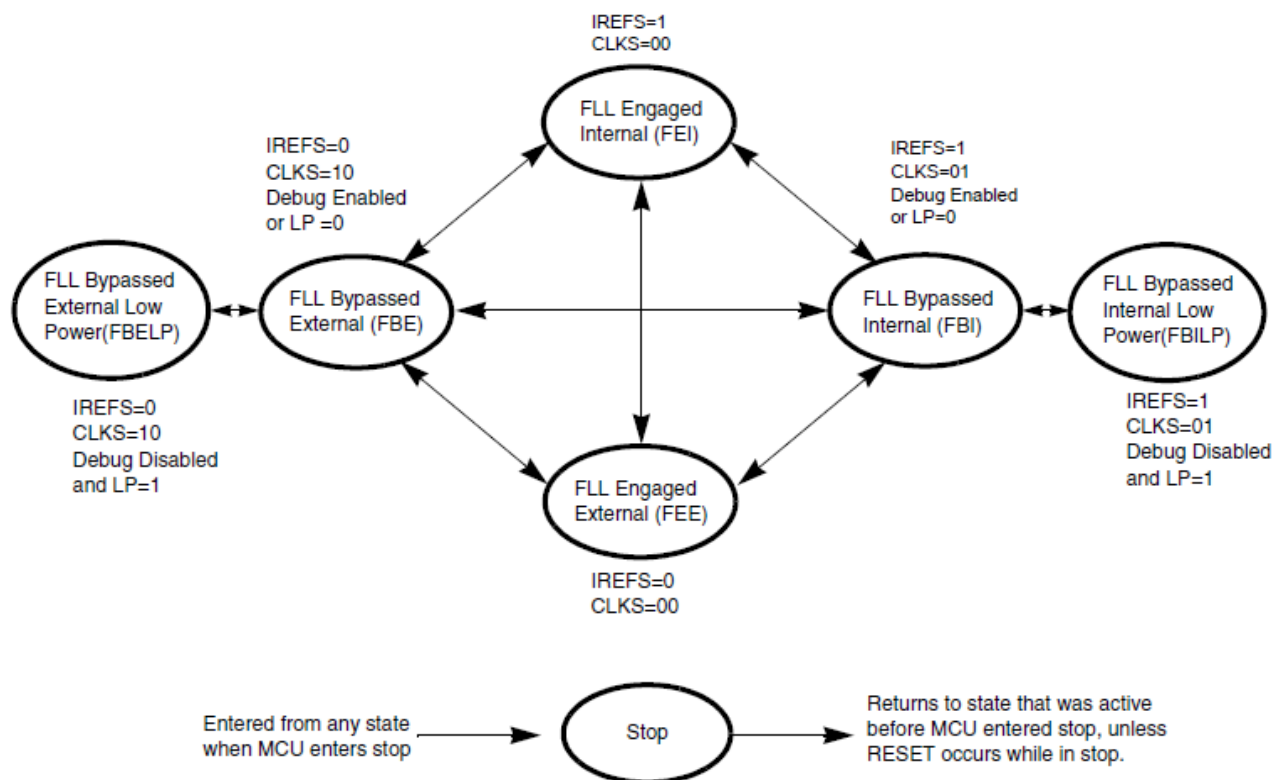 IREFS=1
CLKS=00
FLL Engaged
Internal (FEI)
IREFS=0
CLKS=10
Debug Enabled
or LP =0
IREFS=1
CLKS=01
Debug Enabled
or LP=0
FLL Bypassed
External Low
Power(FBELP)
FLL Bypassed
External (FBE)
FLL Bypassed
Internal (FBI)
FLL Bypassed
Internal Low
Power(FBILP)
IREFS=0
CLKS=10
Debug Disabled
and LP=1
IREFS=1
CLKS=01
Debug Disabled
and LP=1
FLL Engaged
External (FEE)
IREFS=0
CLKS=00
Entered from any state
when MCU enters stop
Stop
Returns to state that was active
before MCU entered stop, unless
RESET occurs while in stop.